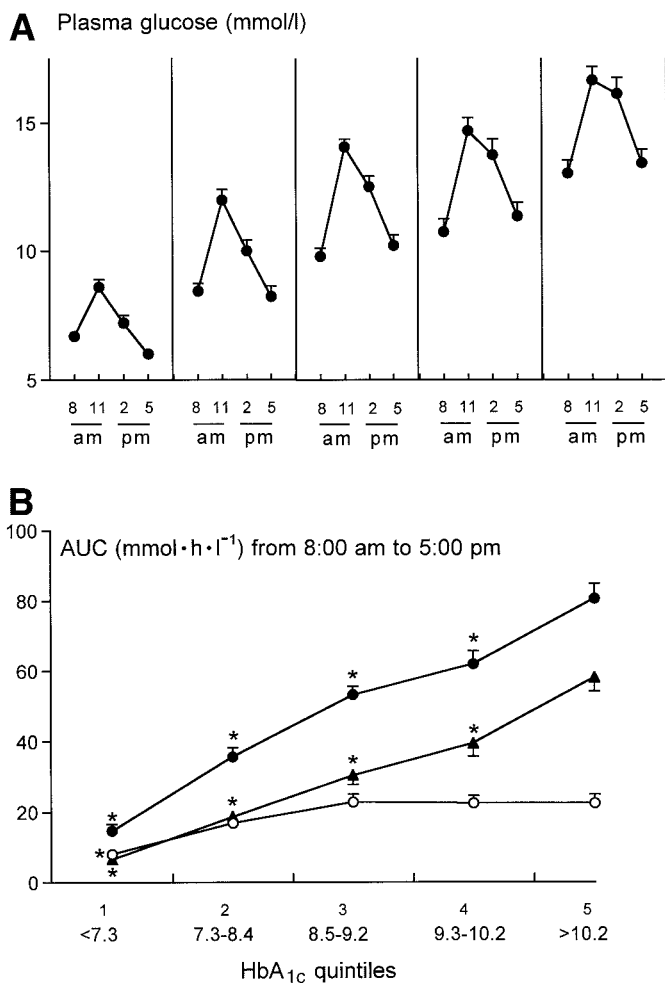 A Plasma glucose (mmol/l)
15
10
5
8 11 2 5 8 11 2 5 8 11 2 5 8 11 2 5 8 11 2 5
am pm am pm am pm am pm am pm
B
100
AUC (mmol·h·l⁻¹) from 8:00 am to 5:00 pm
80
60
40
20
0
* * * * * * * * * *
1 2 3 4 5
<7.3 7.3-8.4 8.5-9.2 9.3-10.2 >10.2
HbA1c quintiles